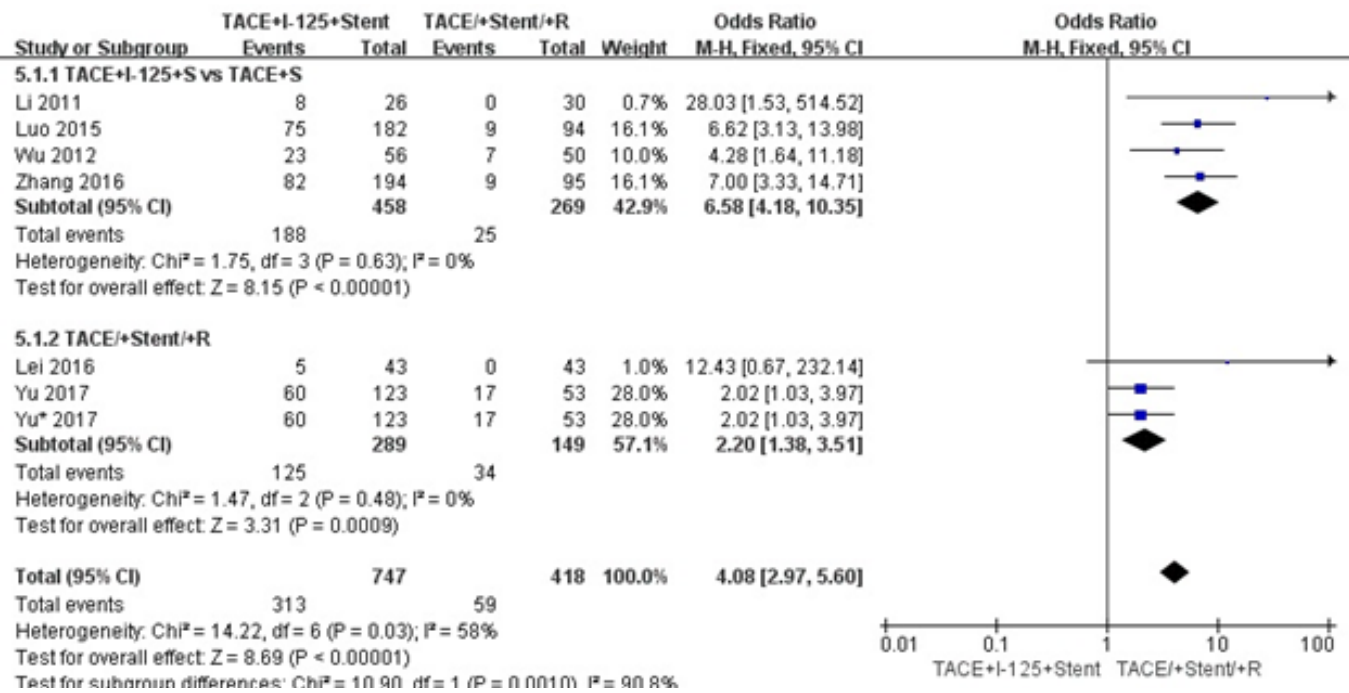 TACE+I-125+Stent TACE/+Stent/+R Odds Ratio Odds Ratio
Study or Subgroup Events Total Events Total Weight M-H, Fixed, 95% CI M-H, Fixed, 95% CI
5.1.1 TACE+I-125+S vs TACE+S
Li 2011 8 26 0 30 0.7% 28.03 [1.53, 514.52]
Luo 2015 75 182 9 94 16.1% 6.62 [3.13, 13.98]
Wu 2012 23 56 7 50 10.0% 4.28 [1.64, 11.18]
Zhang 2016 82 194 9 95 16.1% 7.00 [3.33, 14.71]
Subtotal (95% CI) 458 269 42.9% 6.58 [4.18, 10.35]
Total events 188 25
Heterogeneity: Chi² = 1.75, df = 3 (P = 0.63); I² = 0%
Test for overall effect: Z = 8.15 (P < 0.00001)
5.1.2 TACE/+Stent/+R
Lei 2016 5 43 0 43 1.0% 12.43 [0.67, 232.14]
Yu 2017 60 123 17 53 28.0% 2.02 [1.03, 3.97]
Yu* 2017 60 123 17 53 28.0% 2.02 [1.03, 3.97]
Subtotal (95% CI) 289 149 57.1% 2.20 [1.38, 3.51]
Total events 125 34
Heterogeneity: Chi² = 1.47, df = 2 (P = 0.48); I² = 0%
Test for overall effect: Z = 3.31 (P = 0.0009)
Total (95% CI) 747 418 100.0% 4.08 [2.97, 5.60]
Total events 313 59
Heterogeneity: Chi² = 14.22, df = 6 (P = 0.03); I² = 58%
Test for overall effect: Z = 8.69 (P < 0.00001)
Test for subgroup differences: Chi² = 10.90, df = 1 (P = 0.0010), I² = 90.8%
0.01 0.1 1 10 100
TACE+I-125+Stent TACE/+Stent/+R